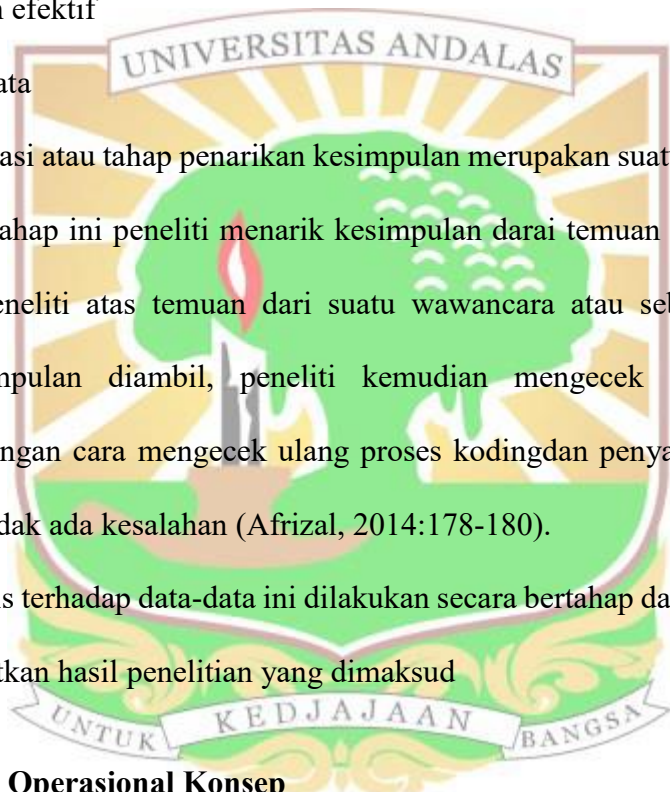 efektif
UNIVERSITAS ANDALAS
ata
asi atau tahap penarikan kesimpulan merupakan suat
ahap ini peneliti menarik kesimpulan darai temuan
eneliti atas temuan dari suatu wawancara atau seb
mpulan diambil, peneliti kemudian mengecek
ngan cara mengecek ulang proses kodingdan penya
dak ada kesalahan (Afrizal, 2014:178-180).
s terhadap data-data ini dilakukan secara bertahap da
tkan hasil penelitian yang dimaksud
UNTUK KEDJAJAAN BANGSA
Operasional Konsep